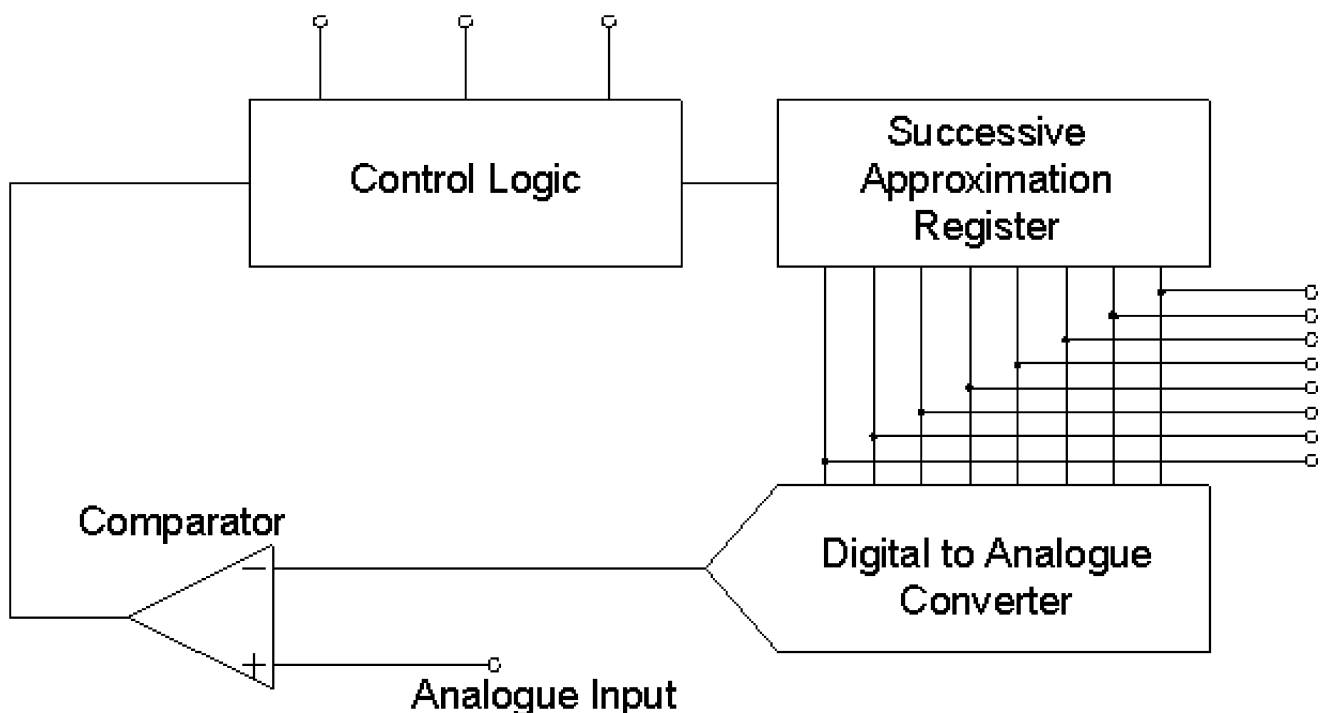 Control Logic
Successive
Approximation
Register
Comparator
−
+
Digital to Analogue
Converter
Analogue Input